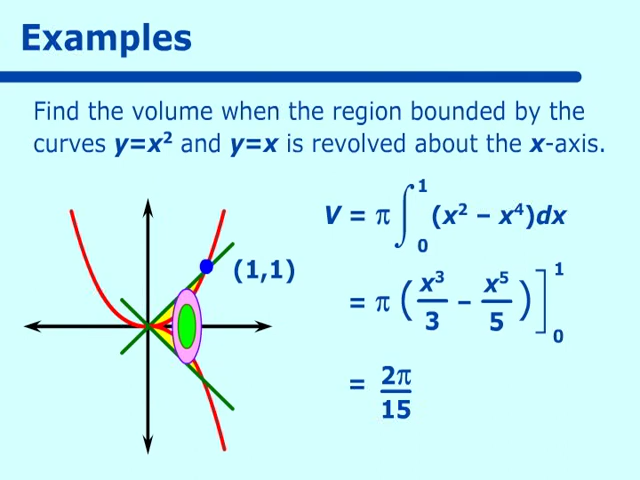 Examples
Find the volume when the region bounded by the
curves y=x² and y=x is revolved about the x-axis.
V = π ∫₀¹ (x² – x⁴)dx
(1,1)
= π ( x³/3 – x⁵/5 ) ]₀¹
= 2π/15